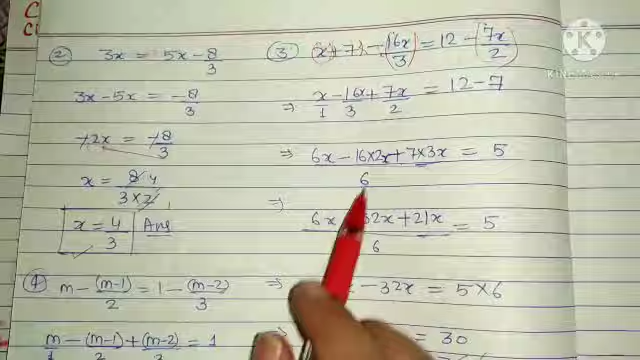 ② 3x = 5x - 8/3
3x - 5x = -8/3
-2x = -8/3
x = 8 4/3×2
x = 4/3 Ans
③ x + 7 - 16x/3 = 12 - 7x/2
⇒ x/1 - 16x/3 + 7x/2 = 12 - 7
⇒ 6x - 16×2x + 7×3x/6 = 5
⇒ 6x 32x + 21x/6 = 5
⇒ - 32x = 5×6
= 30
④ m - (m-1)/2 = 1 - (m-2)/3
m/1 - (m-1)/2 + (m-2)/3 = 1
KINEMASTER